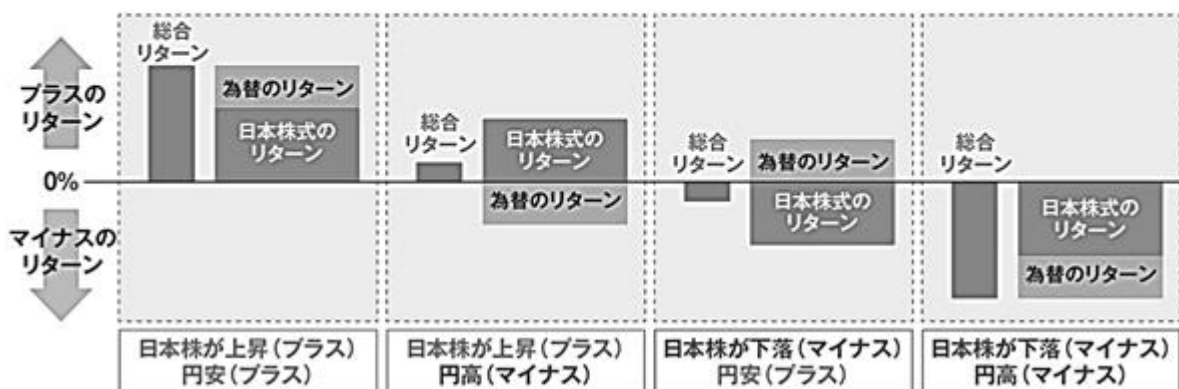 プラスの
リターン
0%
マイナスの
リターン
総合
リターン
為替のリターン
日本株式の
リターン
日本株が上昇(プラス)
円安(プラス)
総合
リターン
日本株式の
リターン
為替のリターン
日本株が上昇(プラス)
円高(マイナス)
総合
リターン
為替のリターン
日本株式の
リターン
日本株が下落(マイナス)
円安(プラス)
総合
リターン
日本株式の
リターン
為替のリターン
日本株が下落(マイナス)
円高(マイナス)